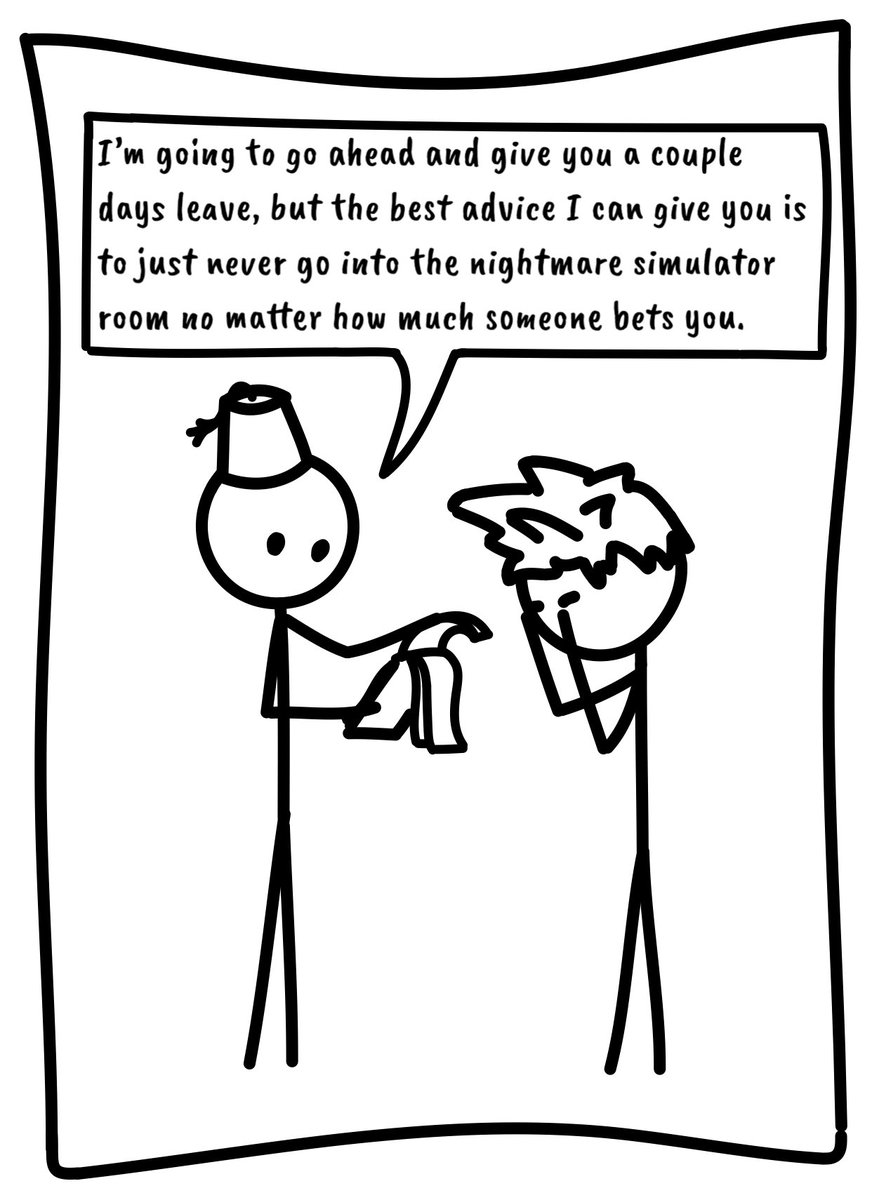 I'm going to go ahead and give you a couple
days leave, but the best advice I can give you is
to just never go into the nightmare simulator
room no matter how much someone bets you.